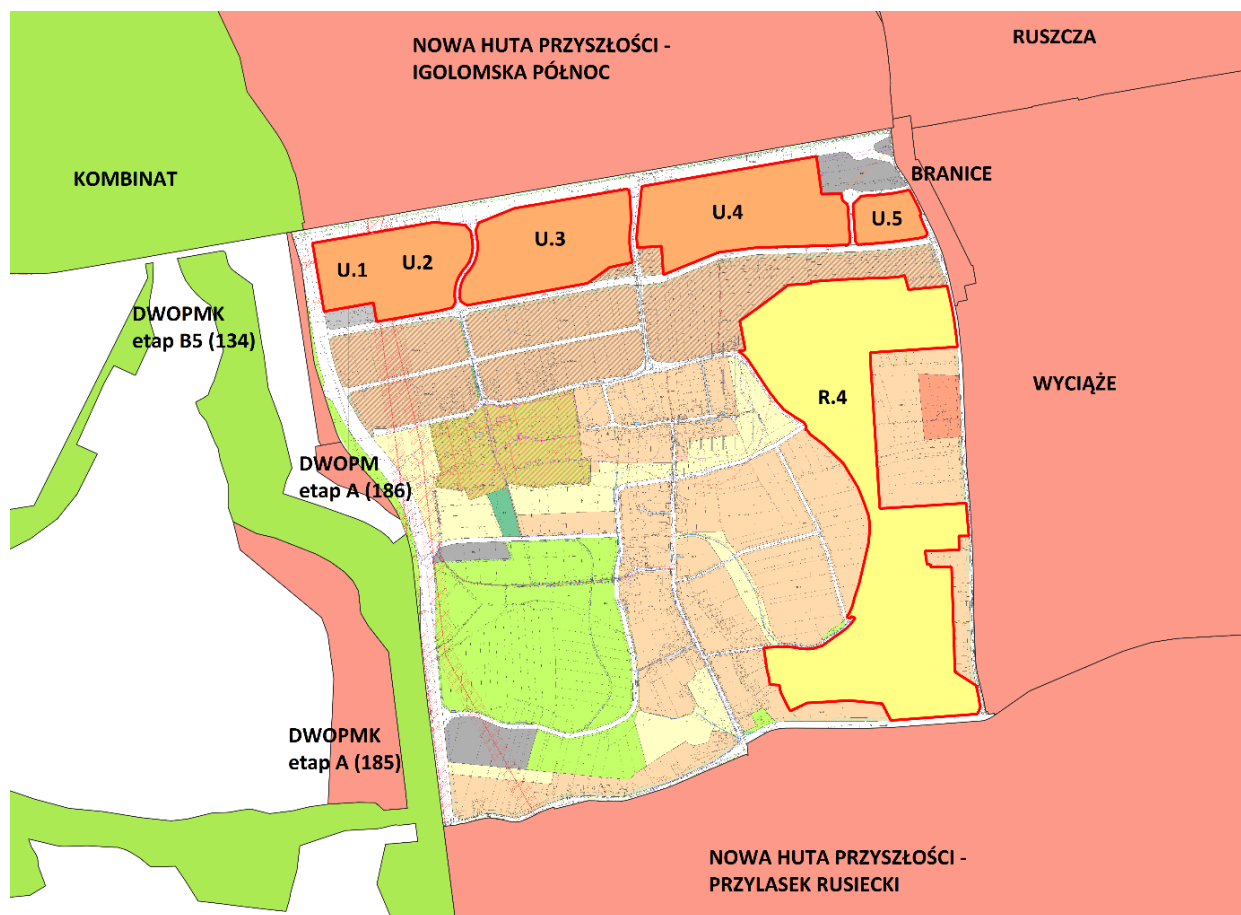 NOWA HUTA PRZYSZŁOŚCI -
IGOLOMSKA PÓŁNOC
RUSZCZA
KOMBINAT
BRANICE
U.1
U.2
U.3
U.4
U.5
DWOPMK
etap B5 (134)
WYCIĄŻE
R.4
DWOPM
etap A (186)
DWOPMK
etap A (185)
NOWA HUTA PRZYSZŁOŚCI -
PRZYLASEK RUSIECKI